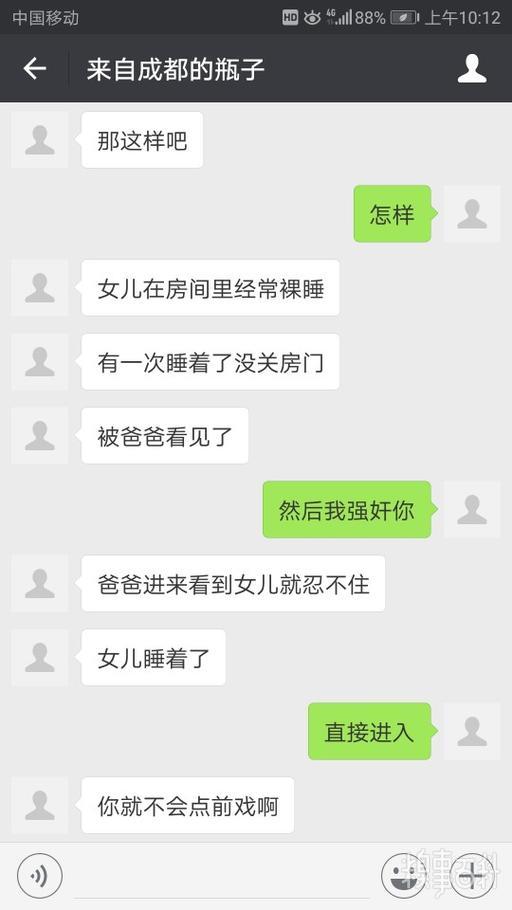 中国移动 HD 4G 88% 上午10:12
来自成都的瓶子
那这样吧
怎样
女儿在房间里经常裸睡
有一次睡着了没关房门
被爸爸看见了
然后我强奸你
爸爸进来看到女儿就忍不住
女儿睡着了
直接进入
你就不会点前戏啊
糗事百科